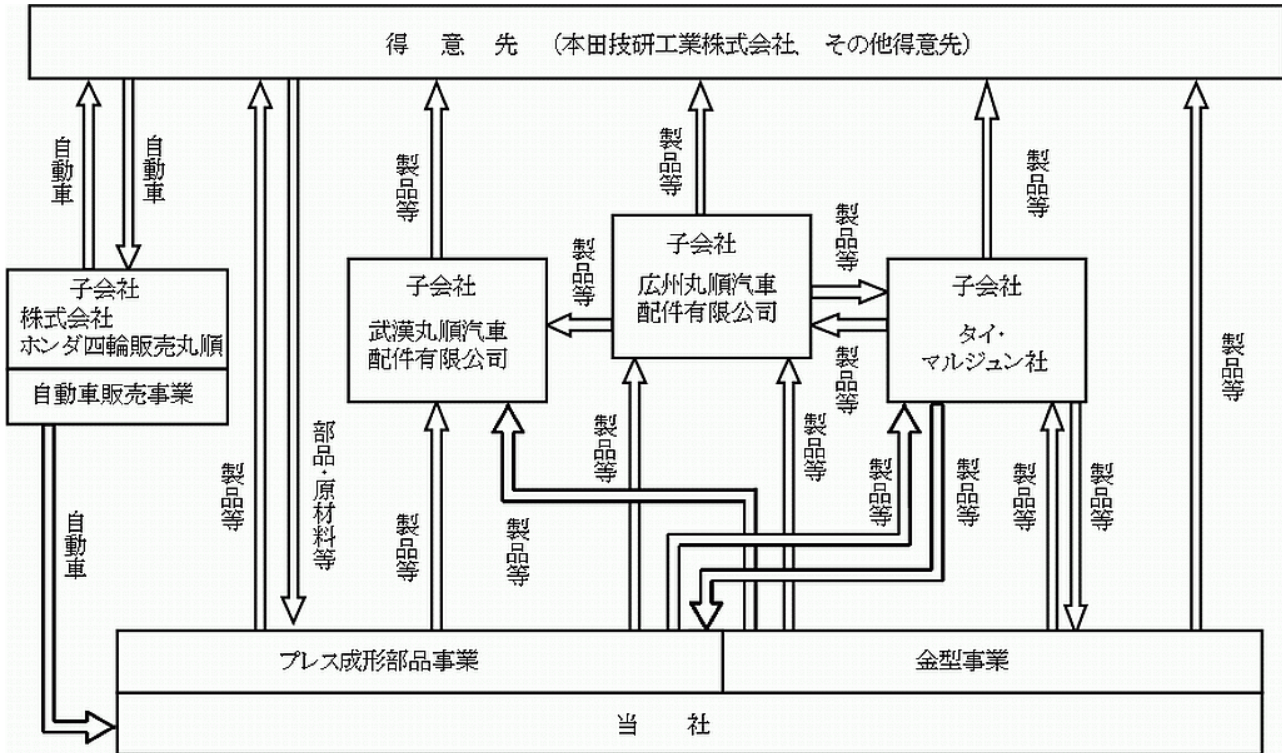 得意先（本田技研工業株式会社、その他得意先）
自動車
自動車
製品等
部品・原材料等
製品等
製品等
製品等
製品等
子会社
株式会社
ホンダ四輪販売丸順
自動車販売事業
子会社
武漢丸順汽車
配件有限公司
製品等
子会社
広州丸順汽車
配件有限公司
製品等
製品等
子会社
タイ・
マルジュン社
自動車
製品等
製品等
製品等
製品等
製品等
製品等
製品等
製品等
プレス成形部品事業
金型事業
当社